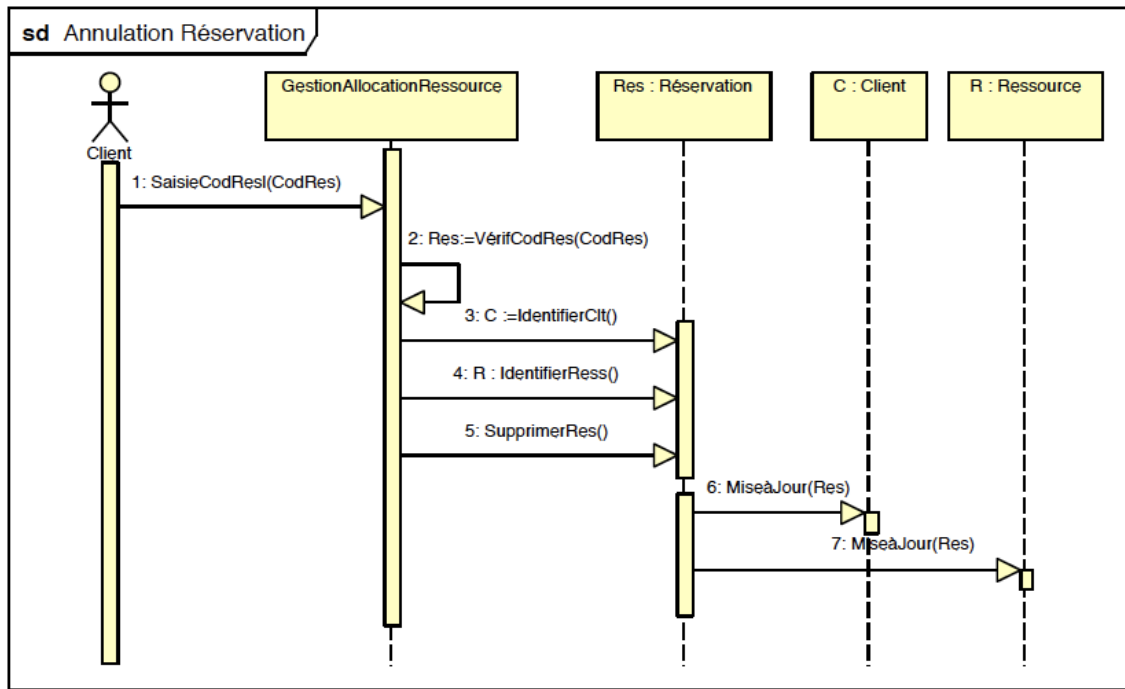 sd Annulation Réservation
Client
GestionAllocationRessource
Res : Réservation
C : Client
R : Ressource
1: SaisieCodResl(CodRes)
2: Res:=VérifCodRes(CodRes)
3: C :=IdentifierClt()
4: R : IdentifierRess()
5: SupprimerRes()
6: MiseàJour(Res)
7: MiseàJour(Res)